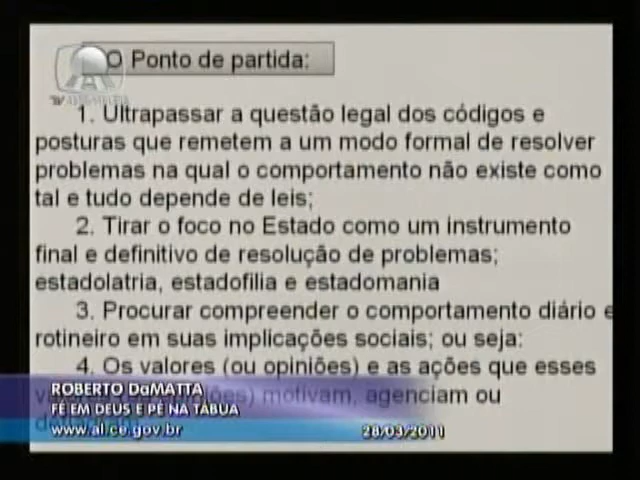 O Ponto de partida:
1. Ultrapassar a questão legal dos códigos e
posturas que remetem a um modo formal de resolver
problemas na qual o comportamento não existe como
tal e tudo depende de leis;
2. Tirar o foco no Estado como um instrumento
final e definitivo de resolução de problemas;
estadolatria, estadofilia e estadomania
3. Procurar compreender o comportamento diário e
rotineiro em suas implicações sociais; ou seja:
4. Os valores (ou opiniões) e as ações que esses
motivam, agenciam ou
ROBERTO DaMATTA
FÉ EM DEUS E PÉ NA TÁBUA
www.al.ce.gov.br
28/03/2011